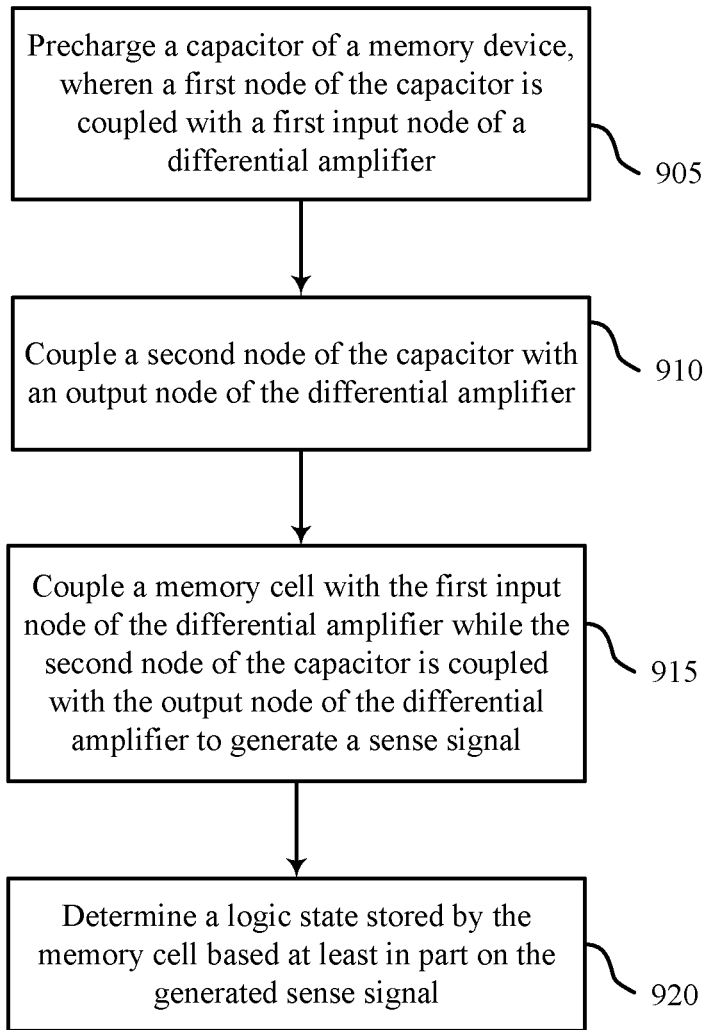 Precharge a capacitor of a memory device,
wheren a first node of the capacitor is
coupled with a first input node of a
differential amplifier
905
Couple a second node of the capacitor with
an output node of the differential amplifier
910
Couple a memory cell with the first input
node of the differential amplifier while the
second node of the capacitor is coupled
with the output node of the differential
amplifier to generate a sense signal
915
Determine a logic state stored by the
memory cell based at least in part on the
generated sense signal
920